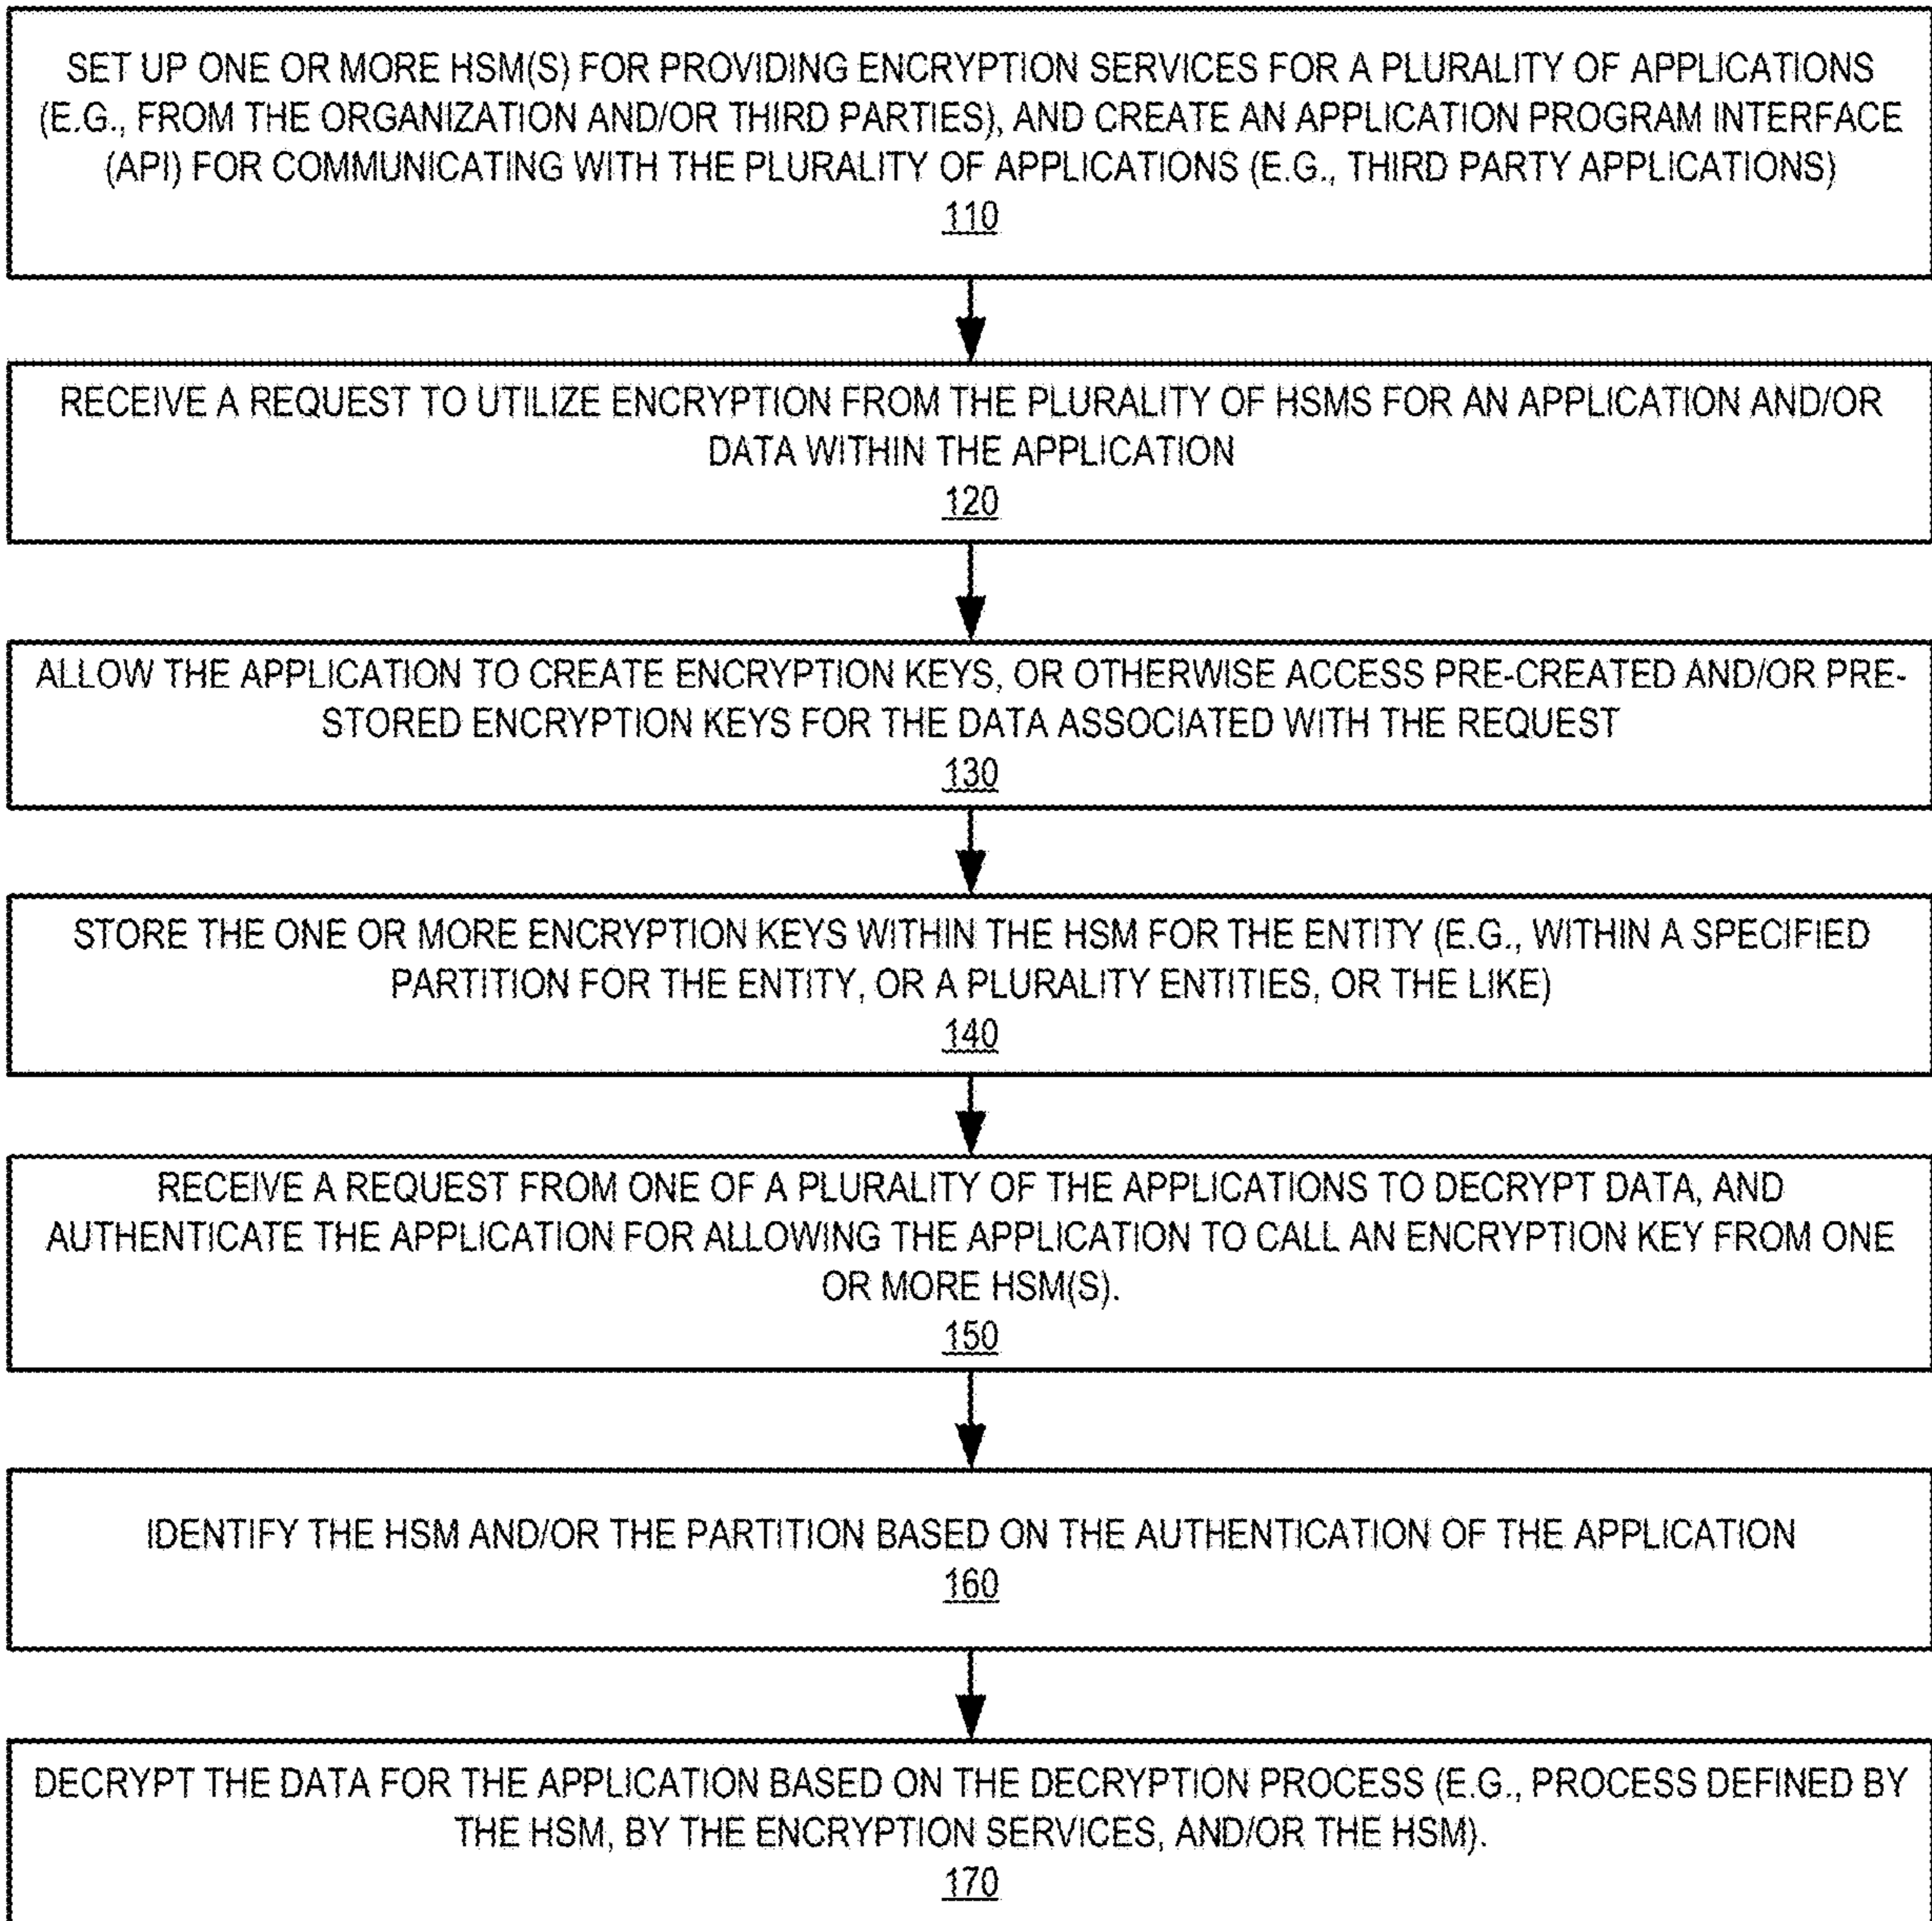 SET UP ONE OR MORE HSM(S) FOR PROVIDING ENCRYPTION SERVICES FOR A PLURALITY OF APPLICATIONS
(E.G., FROM THE ORGANIZATION AND/OR THIRD PARTIES), AND CREATE AN APPLICATION PROGRAM INTERFACE
(API) FOR COMMUNICATING WITH THE PLURALITY OF APPLICATIONS (E.G., THIRD PARTY APPLICATIONS)
110
RECEIVE A REQUEST TO UTILIZE ENCRYPTION FROM THE PLURALITY OF HSMS FOR AN APPLICATION AND/OR
DATA WITHIN THE APPLICATION
120
ALLOW THE APPLICATION TO CREATE ENCRYPTION KEYS, OR OTHERWISE ACCESS PRE-CREATED AND/OR PRE-
STORED ENCRYPTION KEYS FOR THE DATA ASSOCIATED WITH THE REQUEST
130
STORE THE ONE OR MORE ENCRYPTION KEYS WITHIN THE HSM FOR THE ENTITY (E.G., WITHIN A SPECIFIED
PARTITION FOR THE ENTITY, OR A PLURALITY ENTITIES, OR THE LIKE)
140
RECEIVE A REQUEST FROM ONE OF A PLURALITY OF THE APPLICATIONS TO DECRYPT DATA, AND
AUTHENTICATE THE APPLICATION FOR ALLOWING THE APPLICATION TO CALL AN ENCRYPTION KEY FROM ONE
OR MORE HSM(S).
150
IDENTIFY THE HSM AND/OR THE PARTITION BASED ON THE AUTHENTICATION OF THE APPLICATION
160
DECRYPT THE DATA FOR THE APPLICATION BASED ON THE DECRYPTION PROCESS (E.G., PROCESS DEFINED BY
THE HSM, BY THE ENCRYPTION SERVICES, AND/OR THE HSM).
170